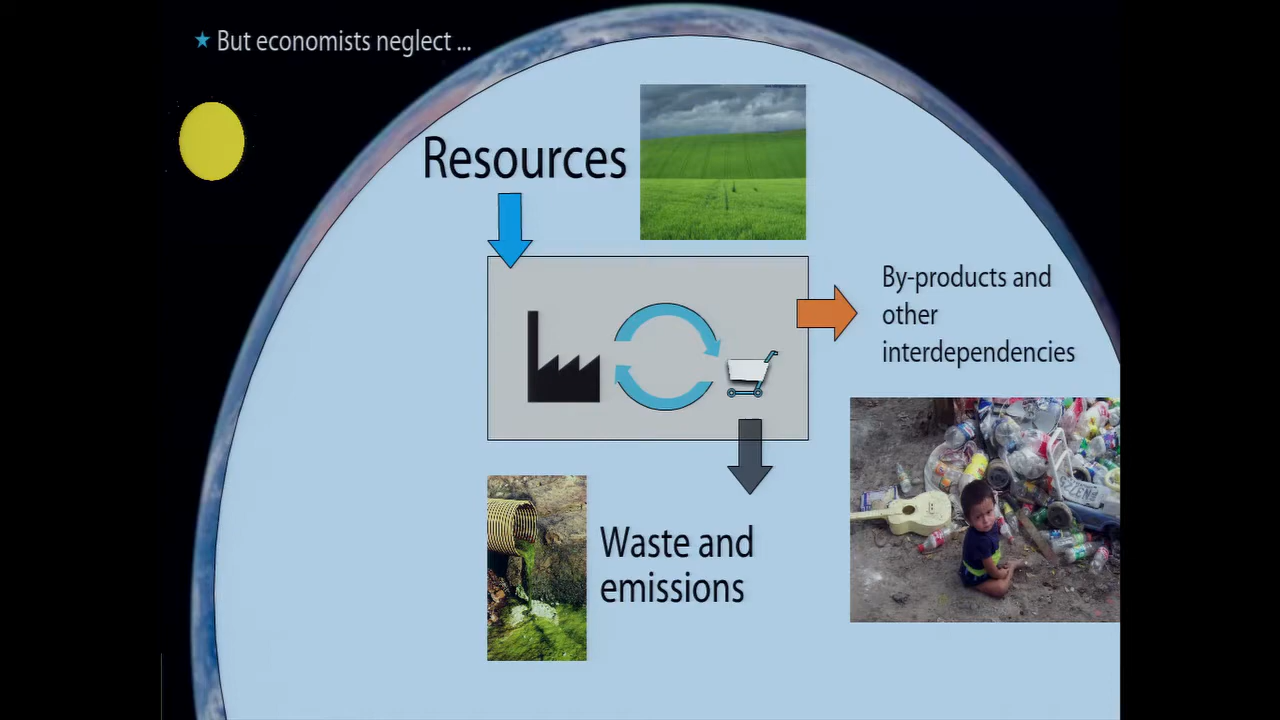 But economists neglect ...
Resources
By-products and
other
interdependencies
Waste and
emissions